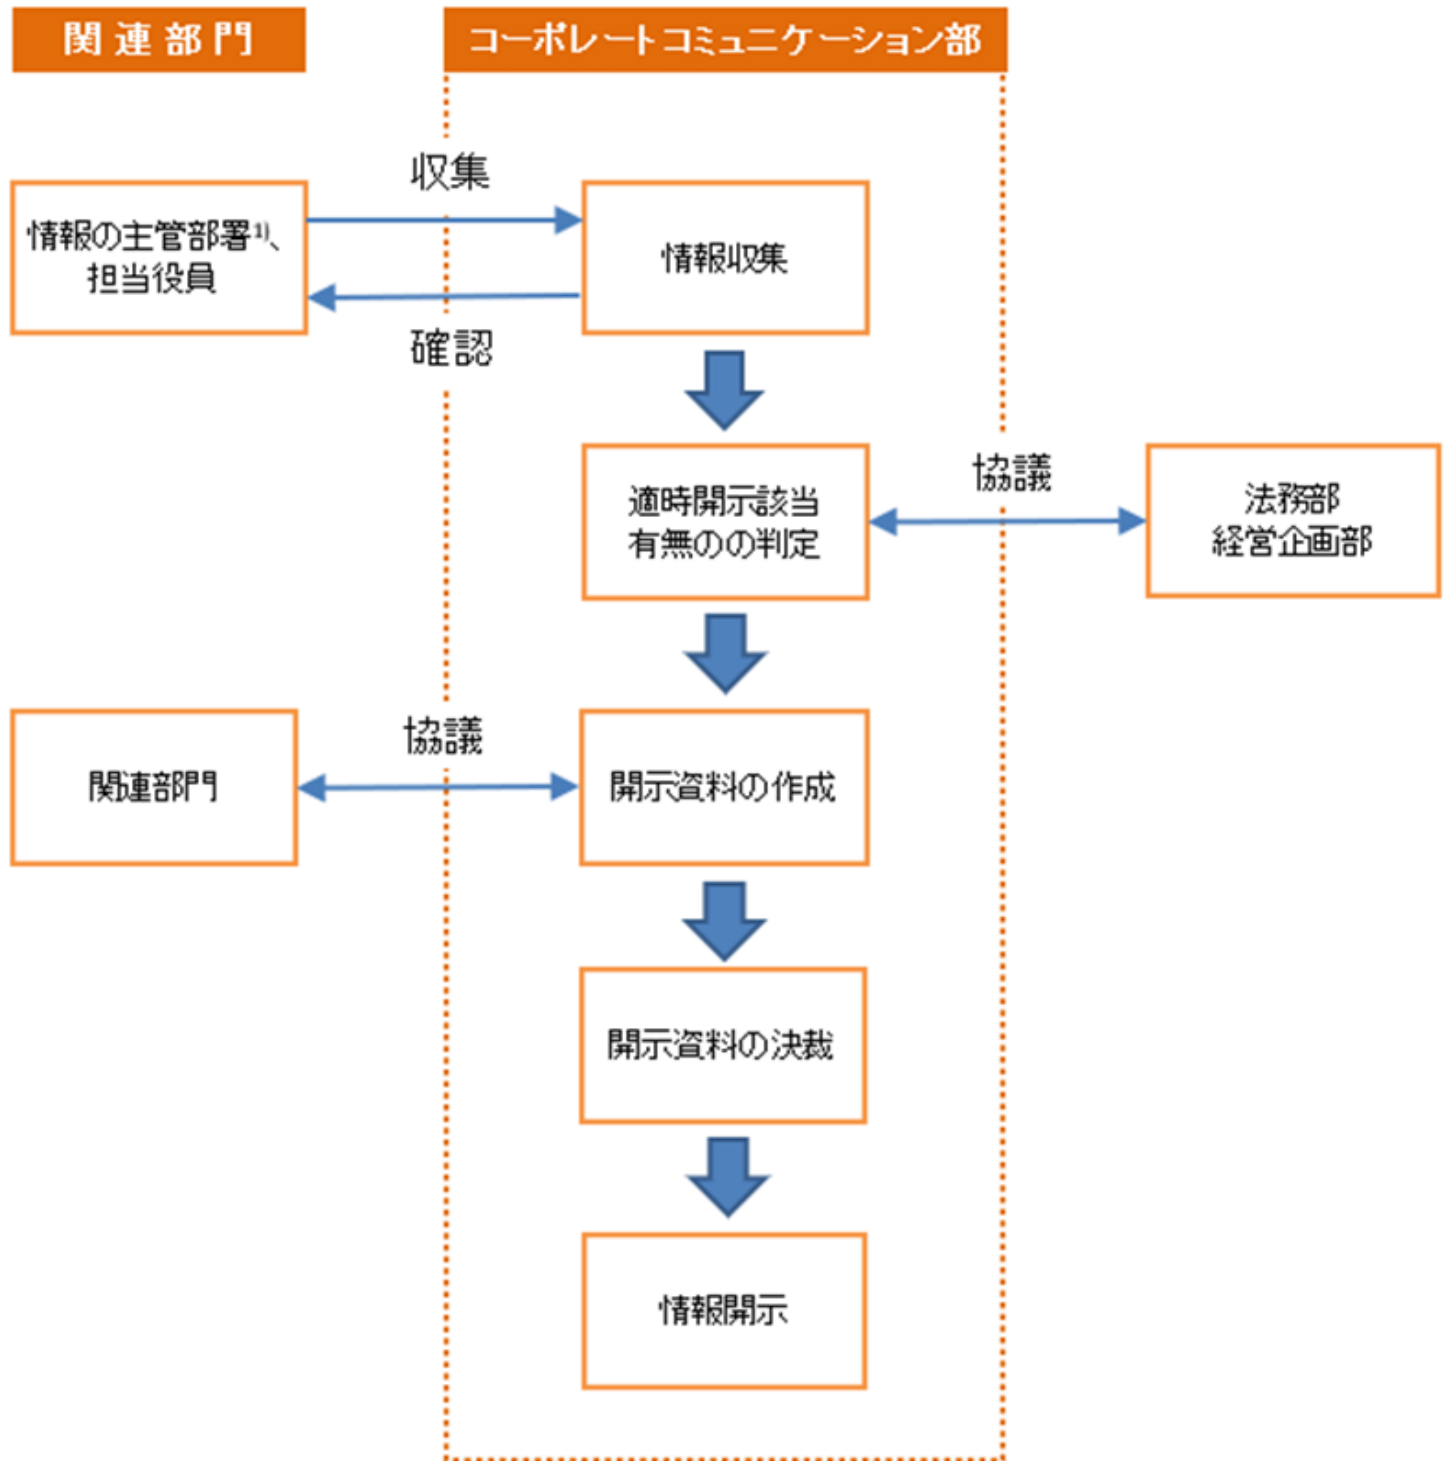 関連部門
コーポレートコミュニケーション部
収集
情報の主管部署1)、
担当役員
情報収集
確認
適時開示該当
有無のの判定
協議
法務部
経営企画部
関連部門
協議
開示資料の作成
開示資料の決裁
情報開示